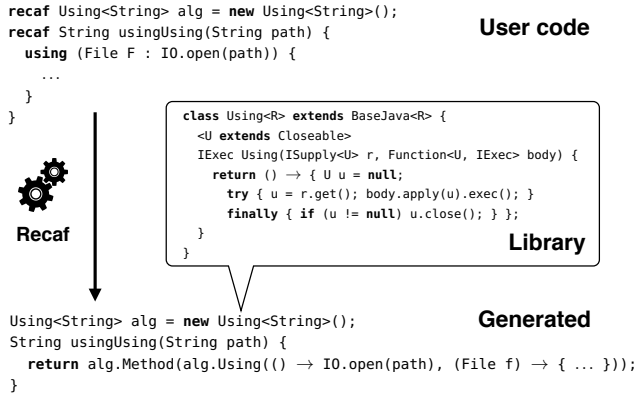 recaf Using<String> alg = new Using<String>();
recaf String usingUsing(String path) {
  using (File F : IO.open(path)) {
    ...
  }
}
User code
class Using<R> extends BaseJava<R> {
  <U extends Closeable>
  IExec Using(ISupply<U> r, Function<U, IExec> body) {
    return () → { U u = null;
      try { u = r.get(); body.apply(u).exec(); }
      finally { if (u != null) u.close(); } };
  }
}
Library
Recaf
Generated
Using<String> alg = new Using<String>();
String usingUsing(String path) {
  return alg.Method(alg.Using(() → IO.open(path), (File f) → { ... }));
}